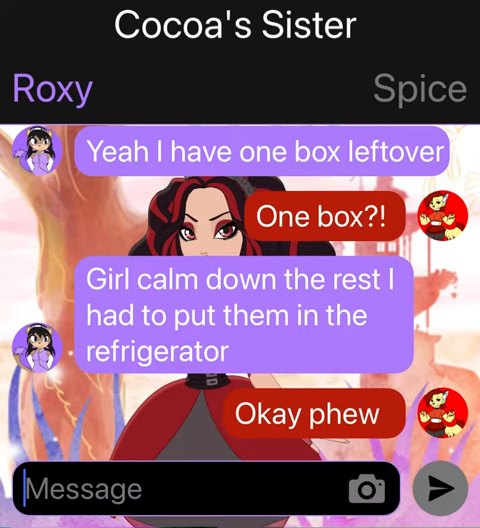 Cocoa's Sister
Roxy
Spice
Yeah I have one box leftover
One box?!
Girl calm down the rest I
had to put them in the
refrigerator
Okay phew
Message